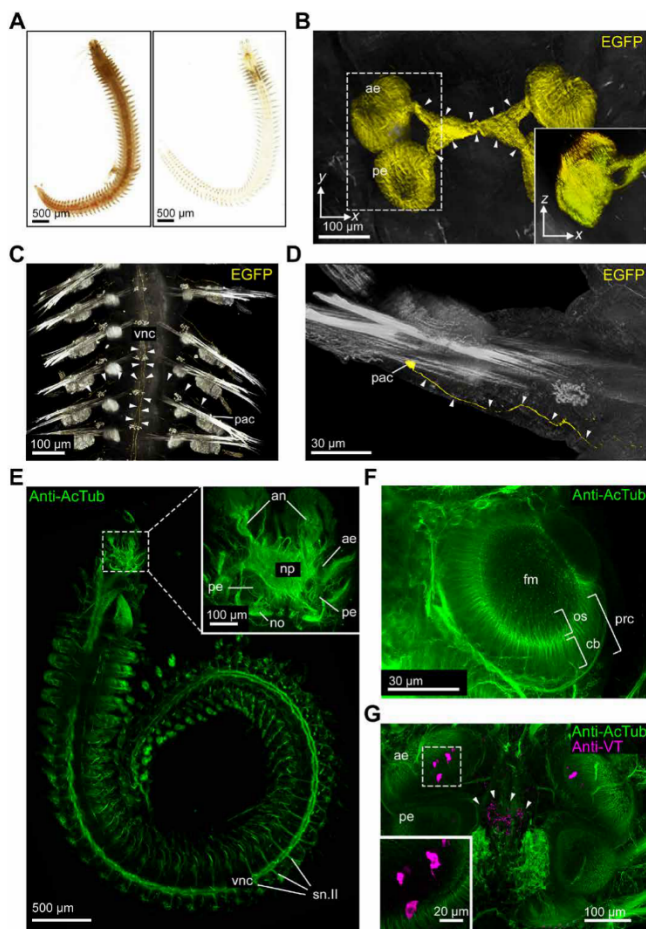 A
500 µm
500 µm
B
EGFP
ae
pe
y
x
100 µm
z
x
C
EGFP
vnc
pac
100 µm
D
EGFP
pac
30 µm
E
Anti-AcTub
an
ae
np
pe
pe
no
100 µm
vnc
sn.II
500 µm
F
Anti-AcTub
fm
os
prc
cb
30 µm
G
Anti-AcTub
Anti-VT
ae
pe
20 µm
100 µm